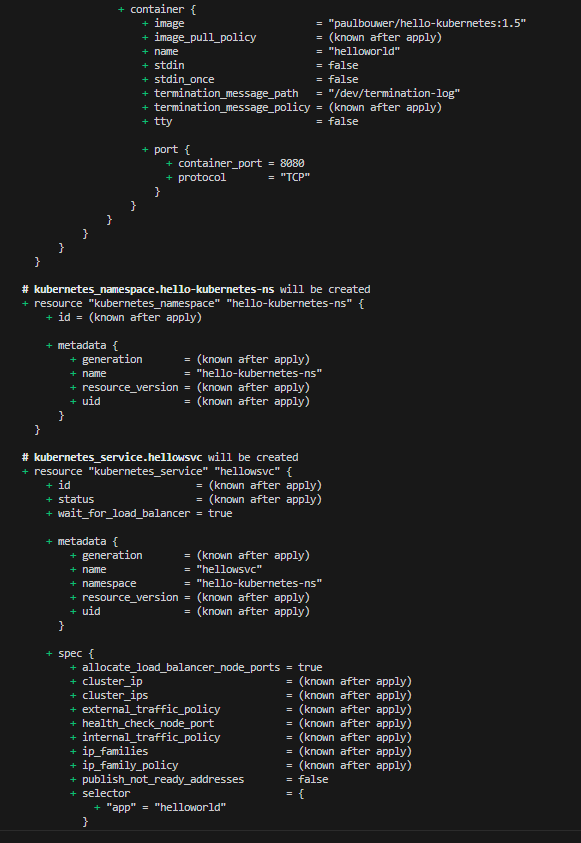 + container {
+ image = "paulbouwer/hello-kubernetes:1.5"
+ image_pull_policy = (known after apply)
+ name = "helloworld"
+ stdin = false
+ stdin_once = false
+ termination_message_path = "/dev/termination-log"
+ termination_message_policy = (known after apply)
+ tty = false
+ port {
+ container_port = 8080
+ protocol = "TCP"
}
}
}
}
}
}
# kubernetes_namespace.hello-kubernetes-ns will be created
+ resource "kubernetes_namespace" "hello-kubernetes-ns" {
+ id = (known after apply)
+ metadata {
+ generation = (known after apply)
+ name = "hello-kubernetes-ns"
+ resource_version = (known after apply)
+ uid = (known after apply)
}
}
# kubernetes_service.hellowsvc will be created
+ resource "kubernetes_service" "hellowsvc" {
+ id = (known after apply)
+ status = (known after apply)
+ wait_for_load_balancer = true
+ metadata {
+ generation = (known after apply)
+ name = "hellowsvc"
+ namespace = "hello-kubernetes-ns"
+ resource_version = (known after apply)
+ uid = (known after apply)
}
+ spec {
+ allocate_load_balancer_node_ports = true
+ cluster_ip = (known after apply)
+ cluster_ips = (known after apply)
+ external_traffic_policy = (known after apply)
+ health_check_node_port = (known after apply)
+ internal_traffic_policy = (known after apply)
+ ip_families = (known after apply)
+ ip_family_policy = (known after apply)
+ publish_not_ready_addresses = false
+ selector = {
+ "app" = "helloworld"
}